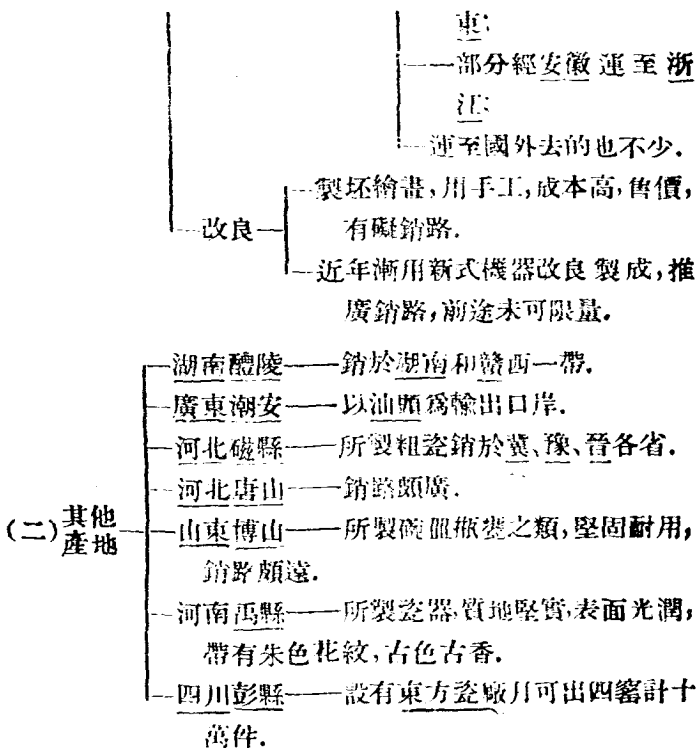 東;
部分經安徽運至浙
江;
運至國外去的也不少.
改良
製坯繪畫,用手工,成本高,售價,
有礙銷路.
近年漸用新式機器改良製成,推
廣銷路,前途未可限量.
(二)其他
產地
湖南醴陵——銷於湖南和贛西一帶.
廣東潮安——以汕頭爲輸出口岸.
河北磁縣——所製粗瓷銷於冀、豫、晉各省.
河北唐山——銷路頗廣.
山東博山——所製碗瓶甕之類,堅固耐用,
銷路頗遠.
河南禹縣——所製瓷器,質地堅實,表面光潤,
帶有朱色花紋,古色古香.
四川彭縣——設有東方瓷廠月可出四窰計十
萬件.